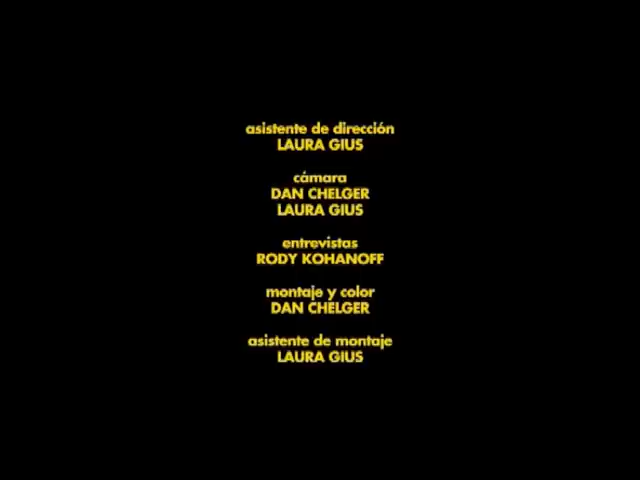 asistente de dirección
LAURA GIUS
cámara
DAN CHELGER
LAURA GIUS
entrevistas
RODY KOHANOFF
montaje y color
DAN CHELGER
asistente de montaje
LAURA GIUS